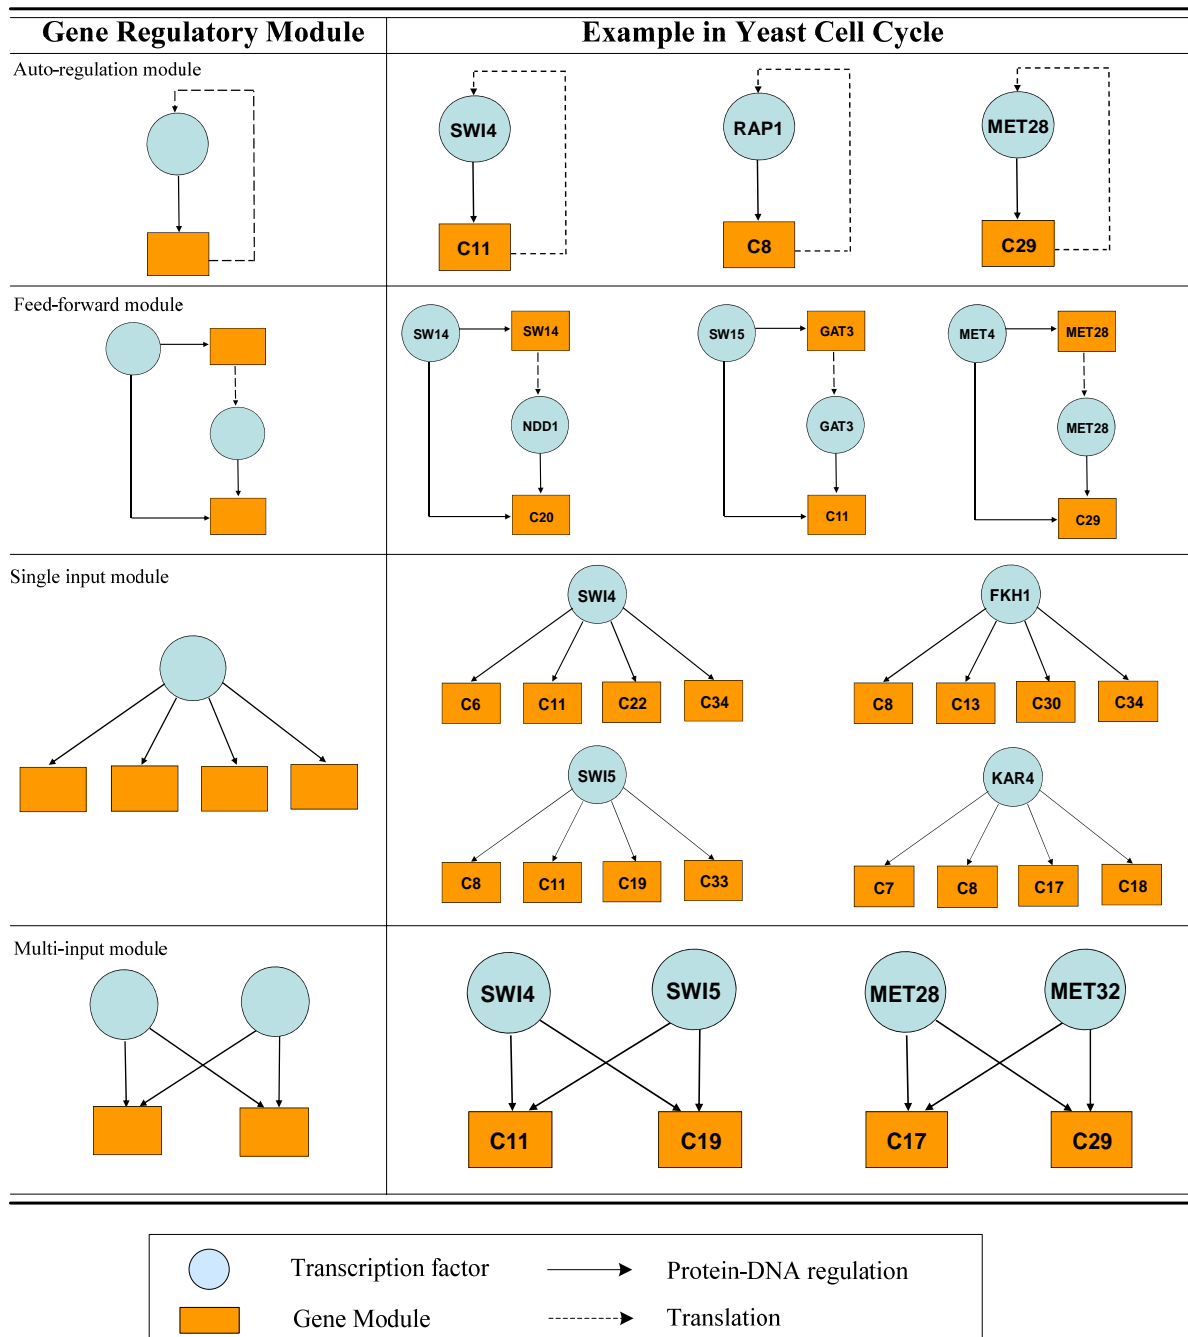 Gene Regulatory Module
Example in Yeast Cell Cycle
Auto-regulation module
SWI4
RAP1
MET28
C11
C8
C29
Feed-forward module
SW14
SW14
SW15
GAT3
MET4
MET28
NDD1
GAT3
MET28
C20
C11
C29
Single input module
SWI4
FKH1
C6
C11
C22
C34
C8
C13
C30
C34
SWI5
KAR4
C8
C11
C19
C33
C7
C8
C17
C18
Multi-input module
SWI4
SWI5
MET28
MET32
C11
C19
C17
C29
Transcription factor
Protein-DNA regulation
Gene Module
Translation